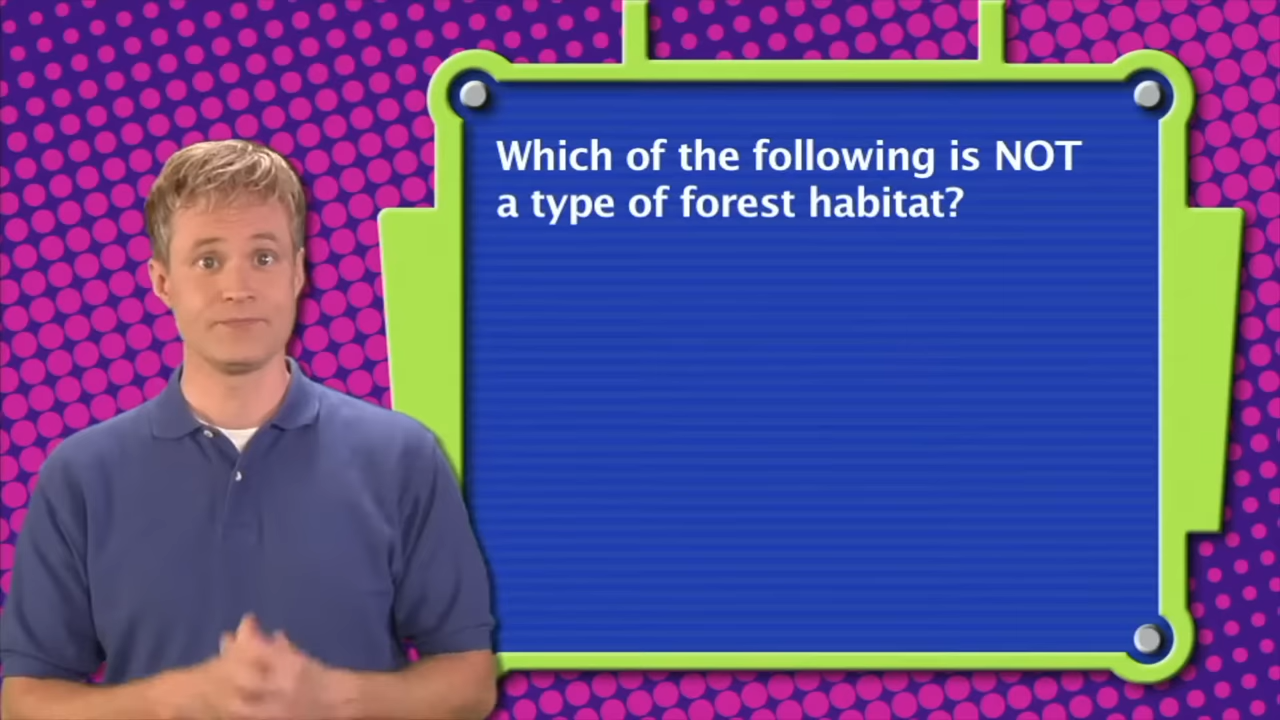 Which of the following is NOT
a type of forest habitat?